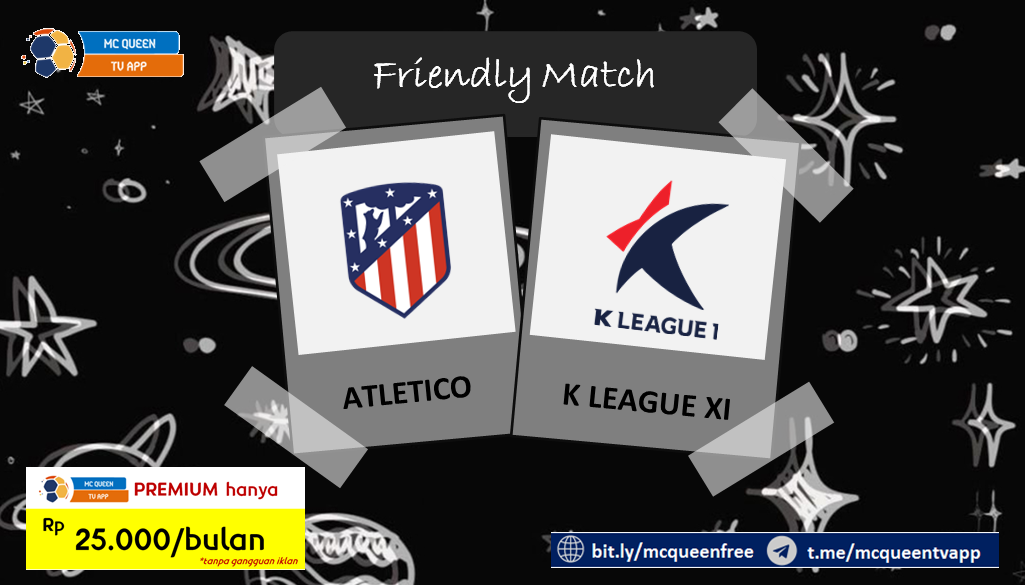 MC QUEEN
TV APP
Friendly Match
K LEAGUE 1
ATLETICO
K LEAGUE XI
MC QUEEN
TV APP
PREMIUM hanya
Rp 25.000/bulan
*tanpa gangguan iklan
bit.ly/mcqueenfree
t.me/mcqueentvapp